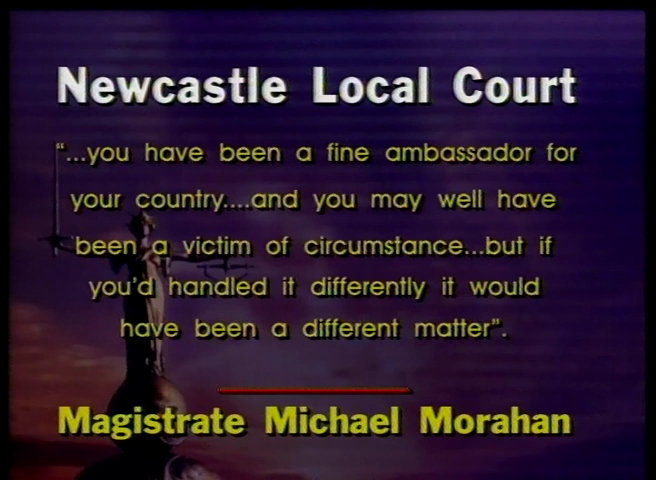 Newcastle Local Court
“...you have been a fine ambassador for
your country....and you may well have
been a victim of circumstance...but if
you'd handled it differently it would
have been a different matter”.
Magistrate Michael Morahan